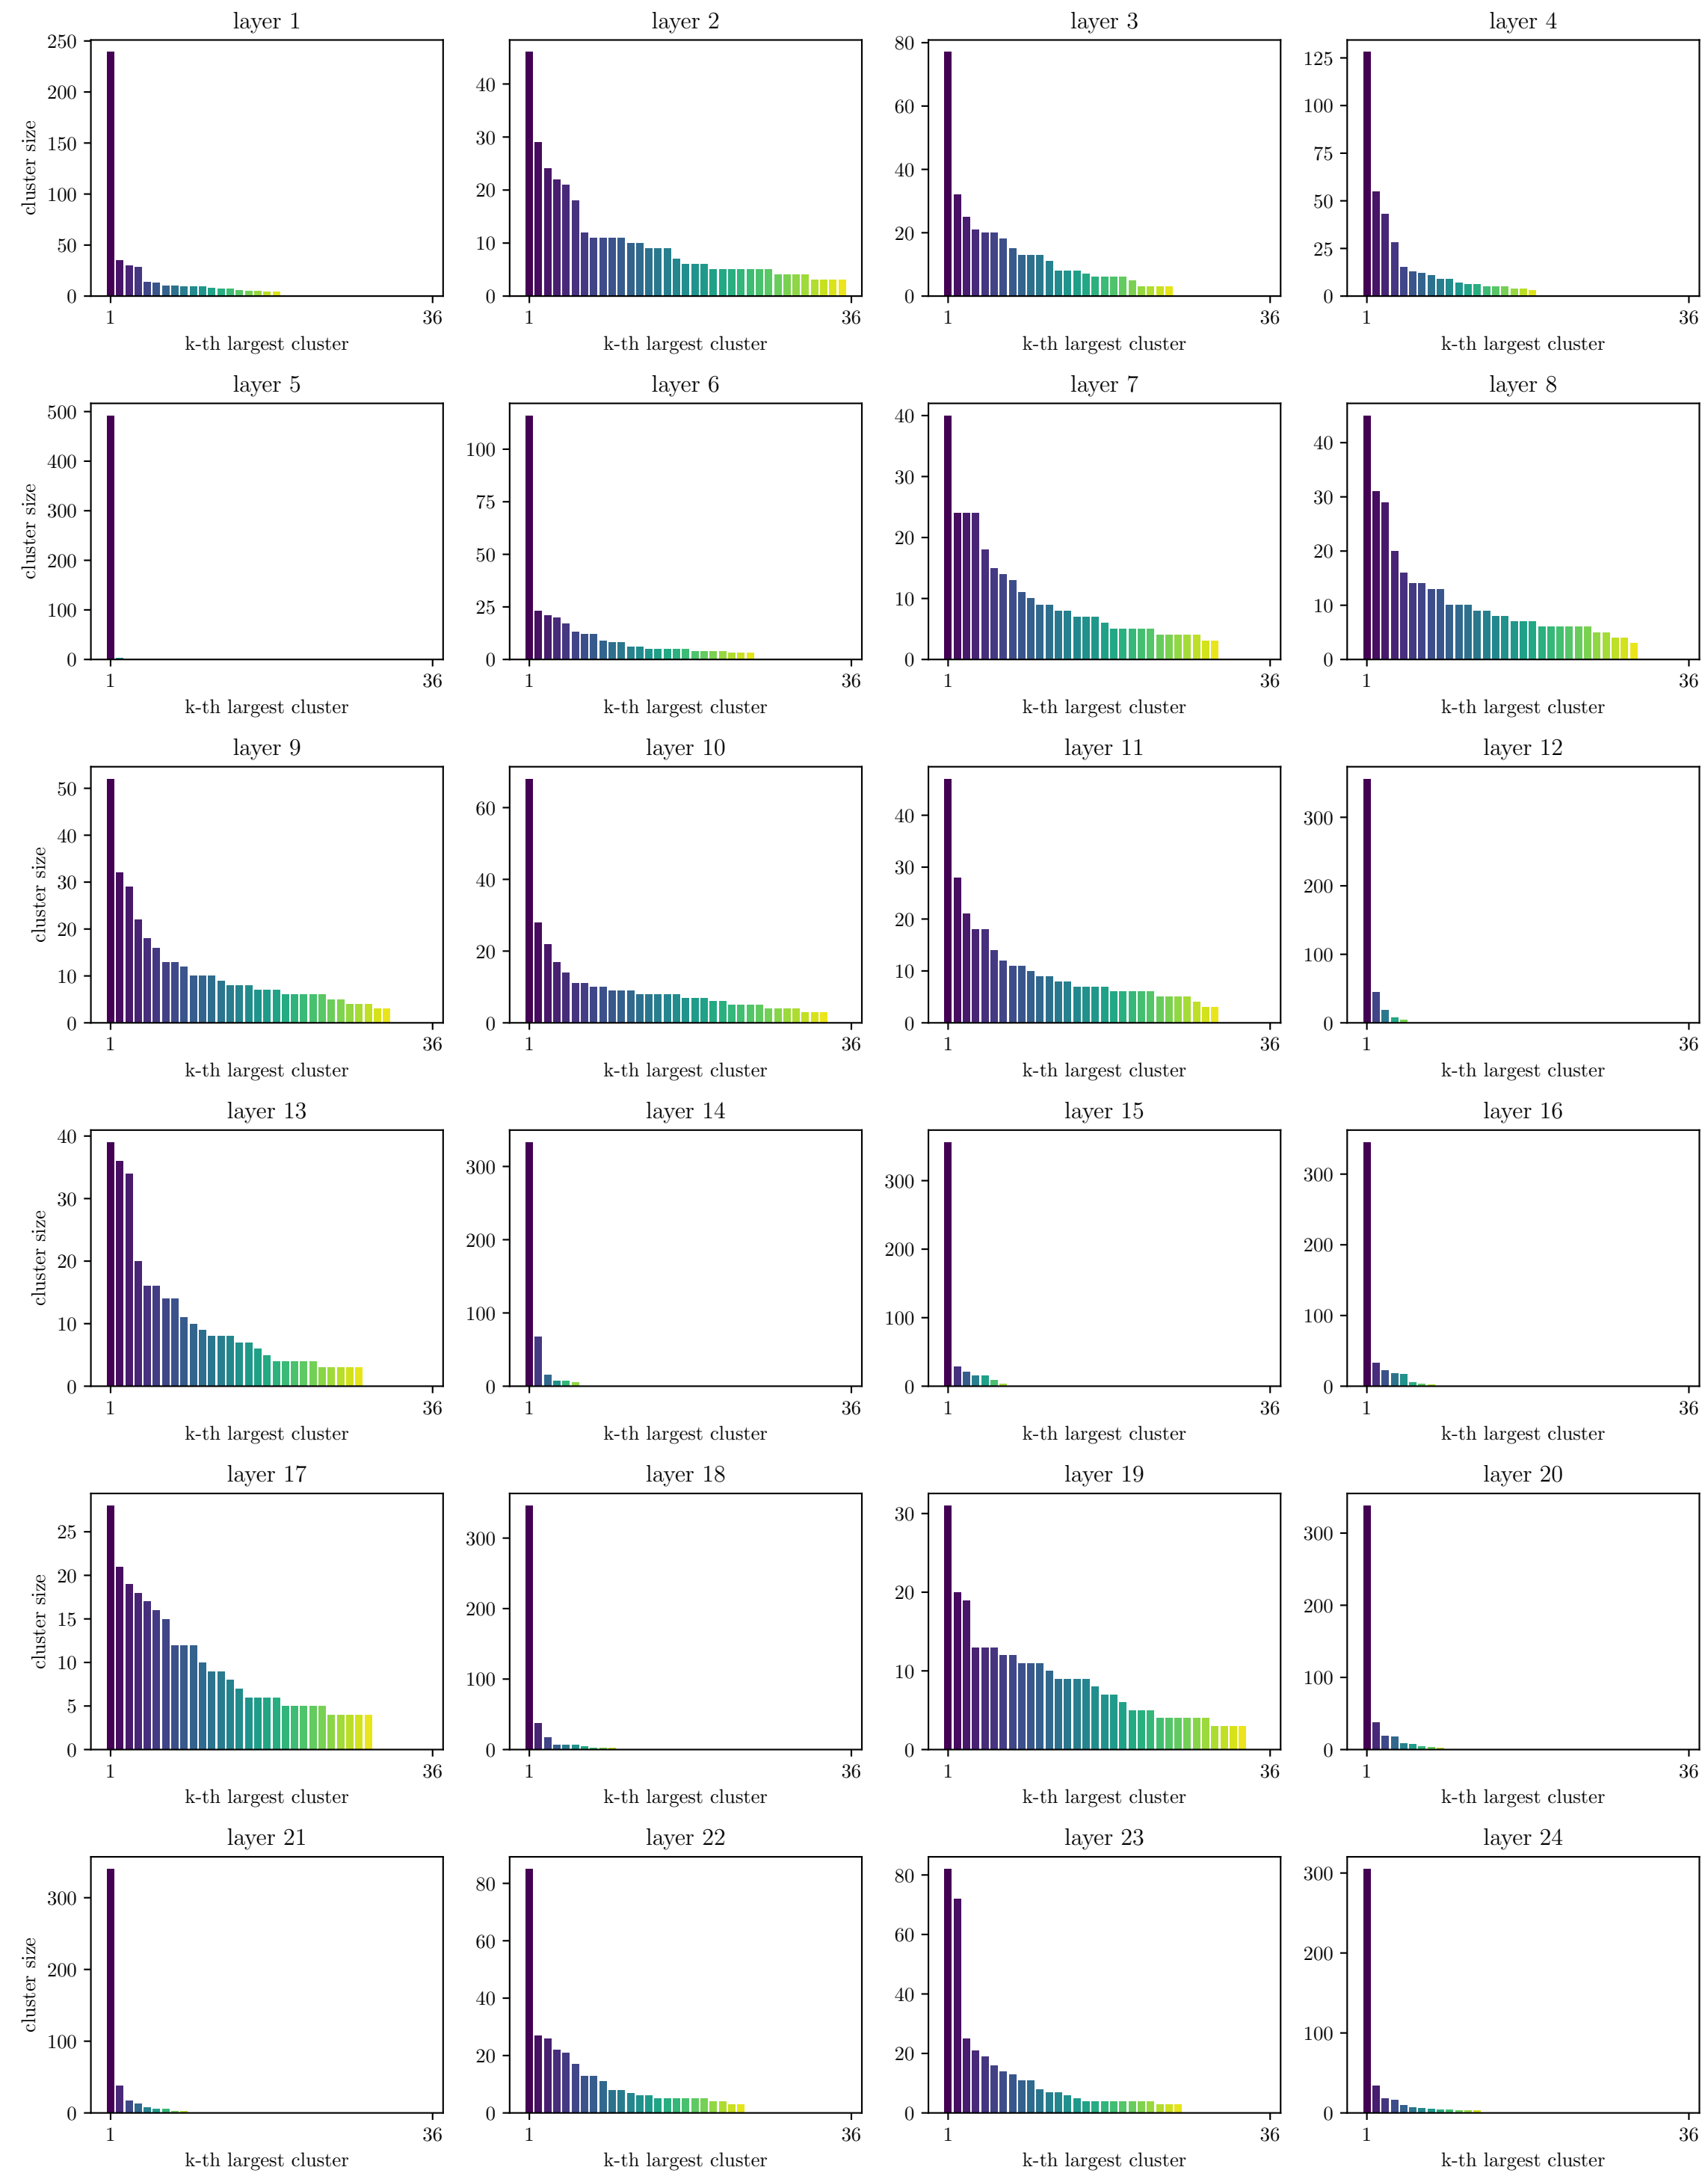 layer 1
250
200
150
100
50
0
cluster size
1 36
k-th largest cluster
layer 2
40
30
20
10
0
1 36
k-th largest cluster
layer 3
80
60
40
20
0
1 36
k-th largest cluster
layer 4
125
100
75
50
25
0
1 36
k-th largest cluster
layer 5
500
400
300
200
100
0
cluster size
1 36
k-th largest cluster
layer 6
100
75
50
25
0
1 36
k-th largest cluster
layer 7
40
30
20
10
0
1 36
k-th largest cluster
layer 8
40
30
20
10
0
1 36
k-th largest cluster
layer 9
50
40
30
20
10
0
cluster size
1 36
k-th largest cluster
layer 10
60
40
20
0
1 36
k-th largest cluster
layer 11
40
30
20
10
0
1 36
k-th largest cluster
layer 12
300
200
100
0
1 36
k-th largest cluster
layer 13
40
30
20
10
0
cluster size
1 36
k-th largest cluster
layer 14
300
200
100
0
1 36
k-th largest cluster
layer 15
300
200
100
0
1 36
k-th largest cluster
layer 16
300
200
100
0
1 36
k-th largest cluster
layer 17
25
20
15
10
5
0
cluster size
1 36
k-th largest cluster
layer 18
300
200
100
0
1 36
k-th largest cluster
layer 19
30
20
10
0
1 36
k-th largest cluster
layer 20
300
200
100
0
1 36
k-th largest cluster
layer 21
300
200
100
0
cluster size
1 36
k-th largest cluster
layer 22
80
60
40
20
0
1 36
k-th largest cluster
layer 23
80
60
40
20
0
1 36
k-th largest cluster
layer 24
300
200
100
0
1 36
k-th largest cluster